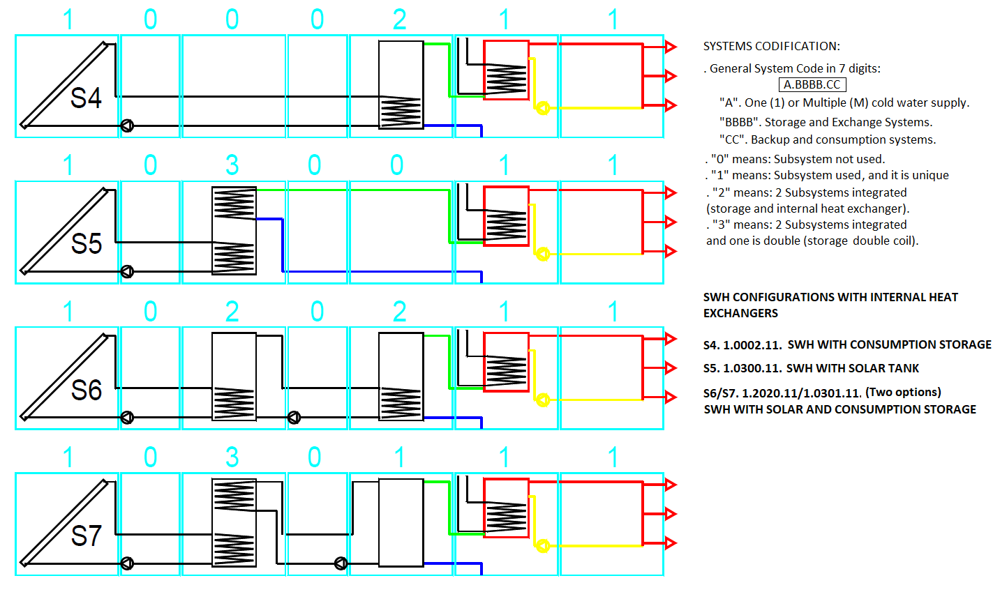 1 0 0 0 2 1 1
S4
1 0 3 0 0 1 1
S5
1 0 2 0 2 1 1
S6
1 0 3 0 1 1 1
S7
SYSTEMS CODIFICATION:
. General System Code in 7 digits:
A.BBBB.CC
"A". One (1) or Multiple (M) cold water supply.
"BBBB". Storage and Exchange Systems.
"CC". Backup and consumption systems.
. "0" means: Subsystem not used.
. "1" means: Subsystem used, and it is unique
. "2" means: 2 Subsystems integrated
(storage and internal heat exchanger).
. "3" means: 2 Subsystems integrated
and one is double (storage double coil).
SWH CONFIGURATIONS WITH INTERNAL HEAT
EXCHANGERS
S4. 1.0002.11. SWH WITH CONSUMPTION STORAGE
S5. 1.0300.11. SWH WITH SOLAR TANK
S6/S7. 1.2020.11/1.0301.11. (Two options)
SWH WITH SOLAR AND CONSUMPTION STORAGE